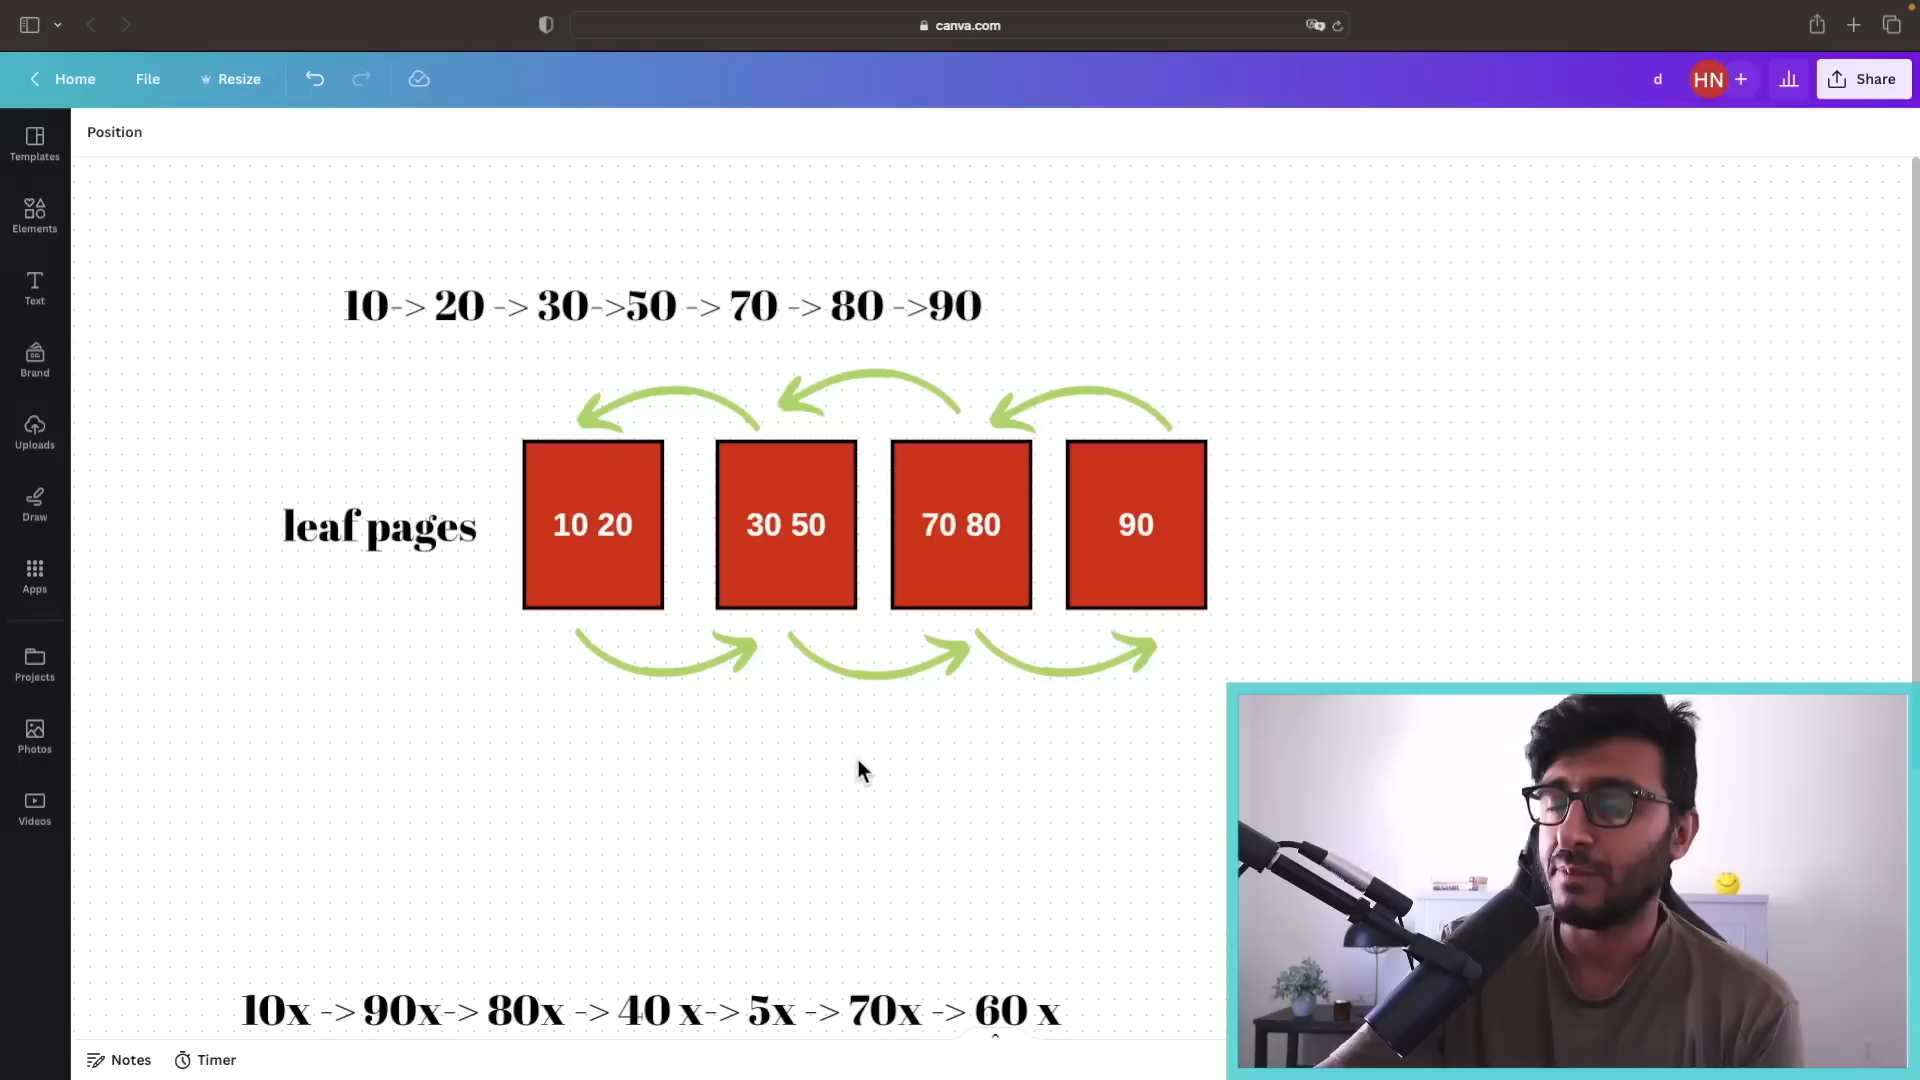 canva.com
Home File Resize d HN + Share
Position
Templates
Elements
Text
Brand
Uploads
Draw
Apps
Projects
Photos
Videos
10-> 20 -> 30->50 -> 70 -> 80 ->90
leaf pages
10 20
30 50
70 80
90
10x -> 90x-> 80x -> 40 x-> 5x -> 70x -> 60 x
Notes Timer